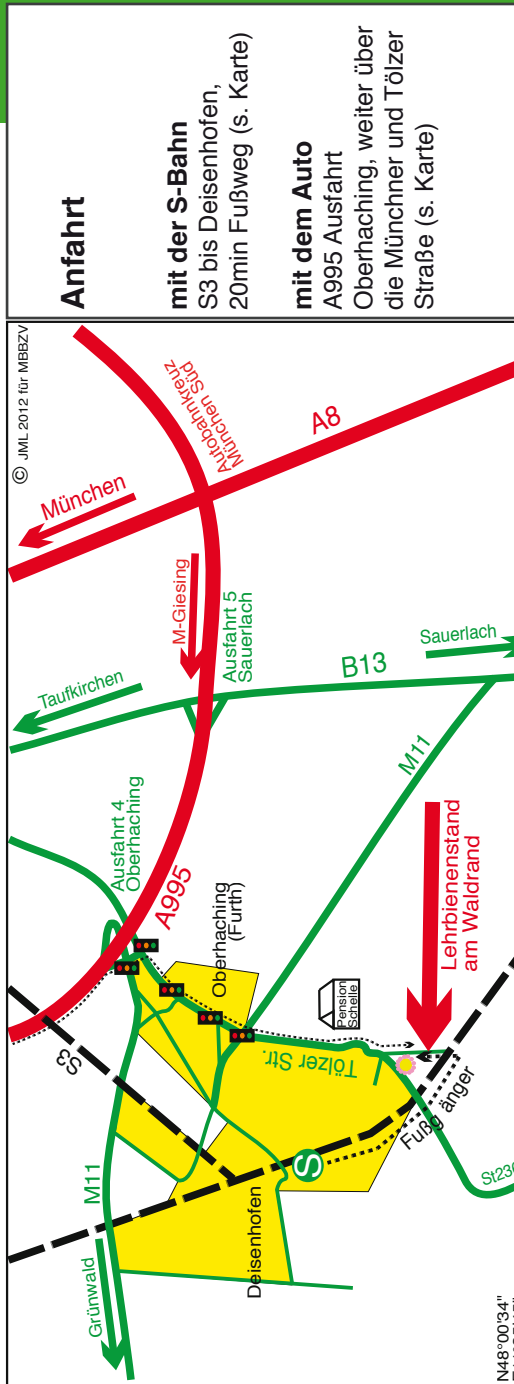 Anfahrt
mit der S-Bahn
S3 bis Deisenhofen,
20min Fußweg (s. Karte)
mit dem Auto
A995 Ausfahrt
Oberhaching, weiter über
die Münchner und Tölzer
Straße (s. Karte)
© JML 2012 für MBBZV
München
Autobahnkreuz
München Süd
A8
M-Giesing
Ausfahrt 5
Sauerlach
Taufkirchen
B13
Sauerlach
Ausfahrt 4
Oberhaching
A995
M11
Oberhaching
(Furth)
Lehrbienenstand
am Waldrand
S3
Pension
Schelle
Tölzer Str.
M11
Grünwald
Deisenhofen
S
Fußg änger
N48°00'34"